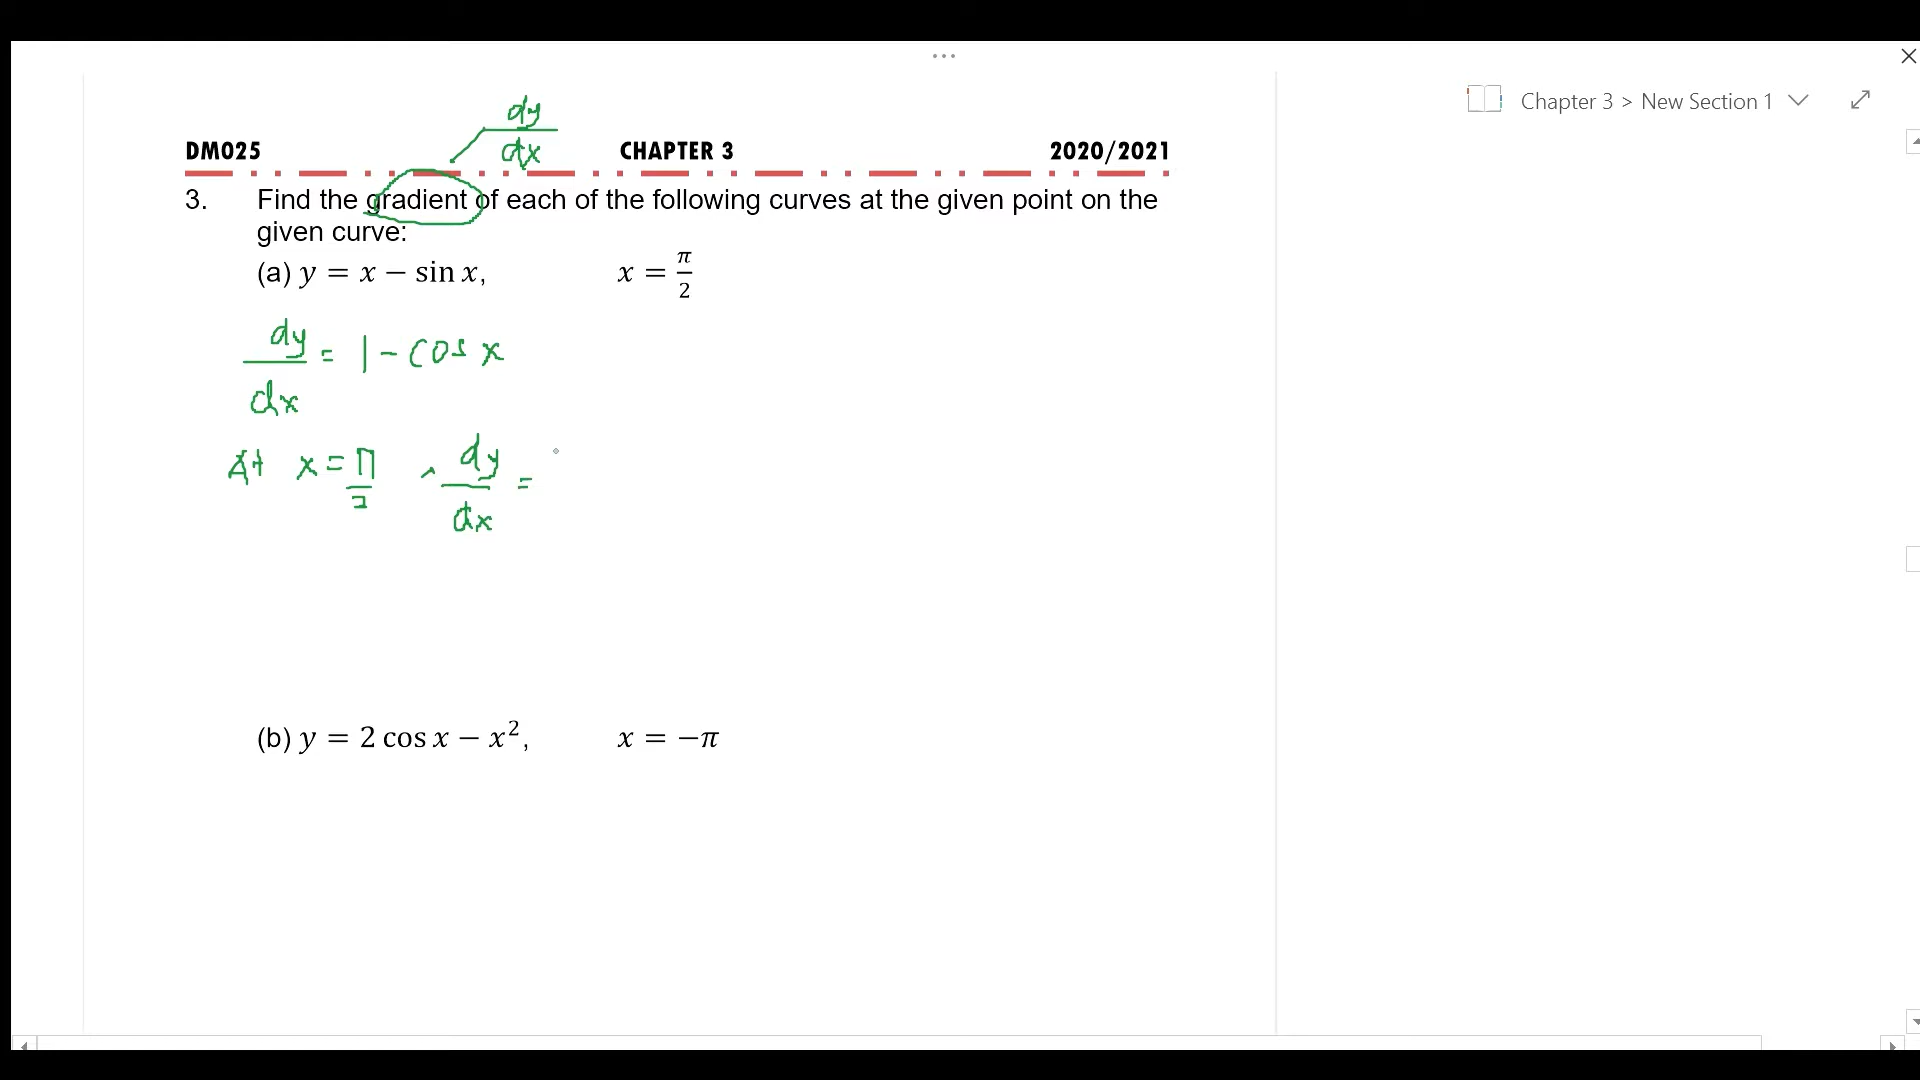 Chapter 3 > New Section 1
dy
dx
DM025 CHAPTER 3 2020/2021
3. Find the gradient of each of the following curves at the given point on the
given curve:
(a) y = x − sin x, x = π/2
dy/dx = 1 - cos x
At x = π/2 , dy/dx =
(b) y = 2 cos x − x², x = −π